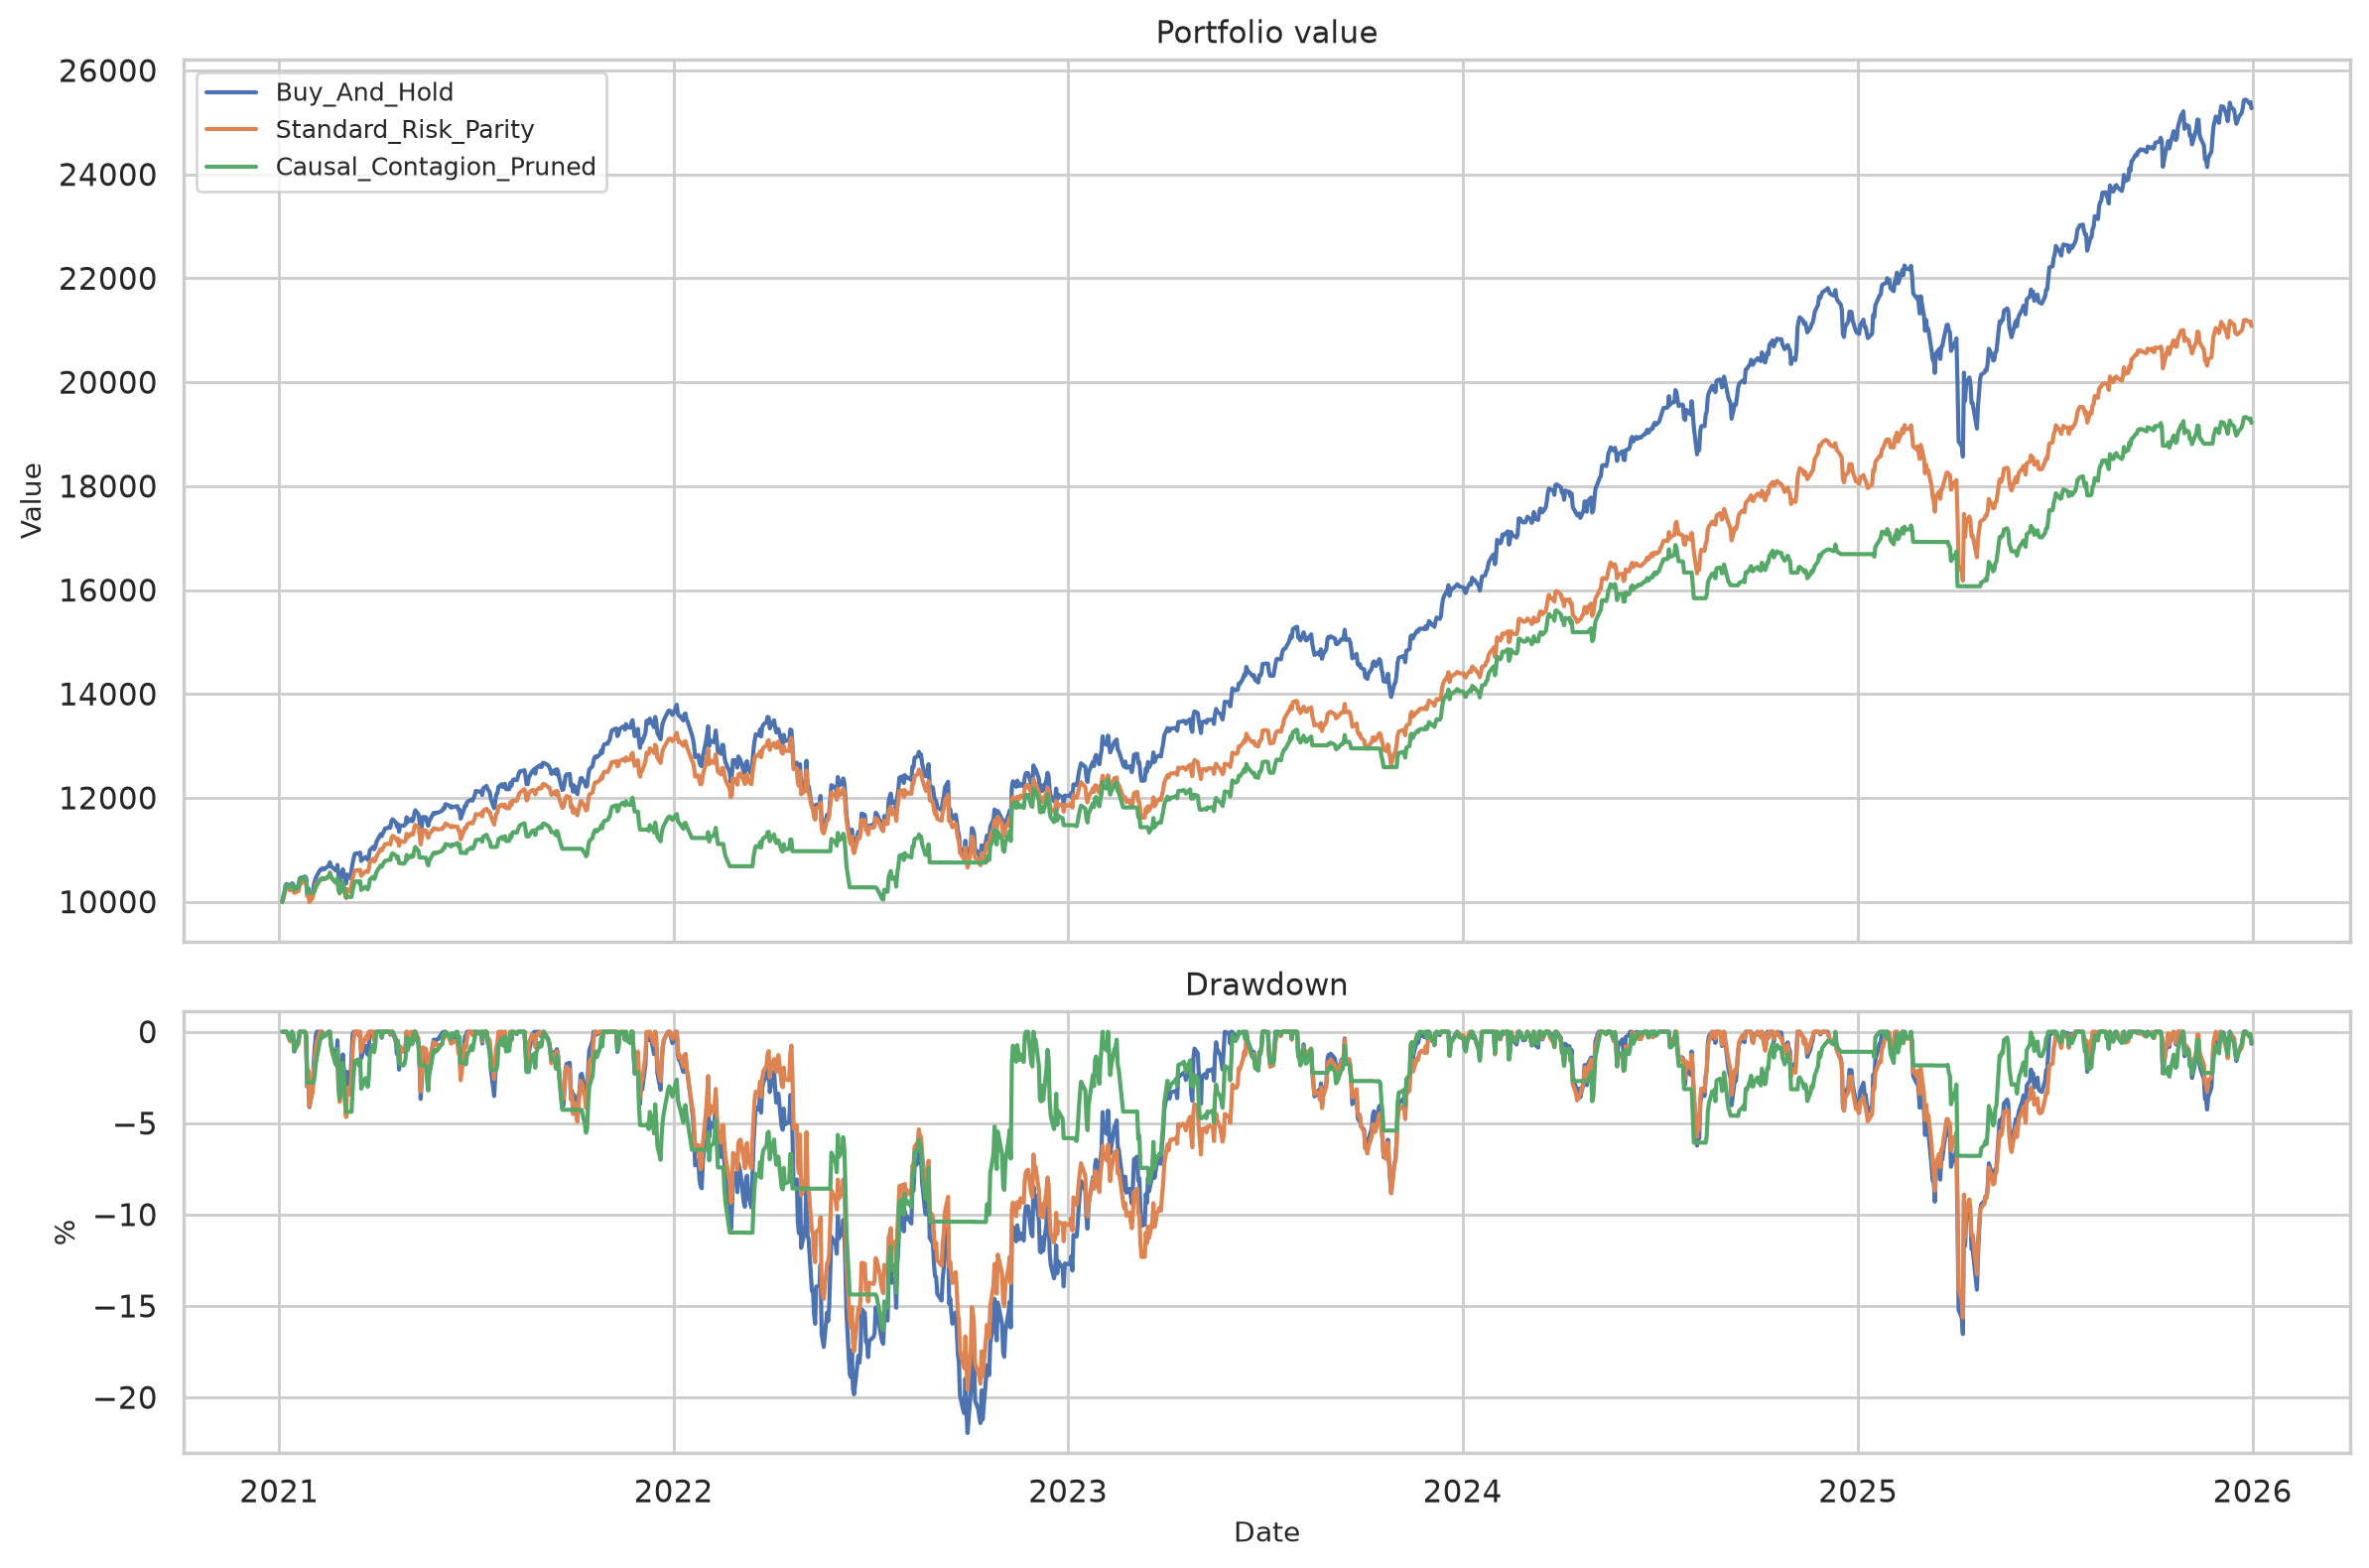 Portfolio value
26000
24000
22000
20000
18000
16000
14000
12000
10000
Value
Buy_And_Hold
Standard_Risk_Parity
Causal_Contagion_Pruned
Drawdown
0
−5
−10
−15
−20
%
2021 2022 2023 2024 2025 2026
Date